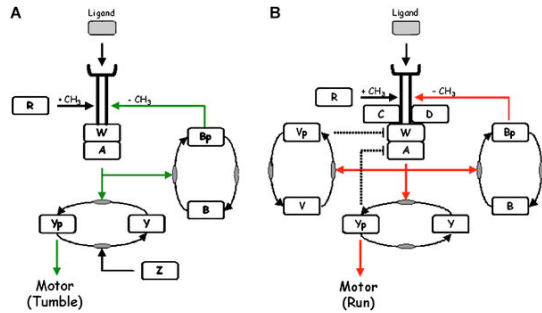 A
Ligand
R
+ CH3
- CH3
W
A
Bp
B
Yp
Y
Z
Motor
(Tumble)
B
Ligand
R
+ CH3
- CH3
C
D
Vp
W
A
Bp
V
B
Yp
Y
Motor
(Run)